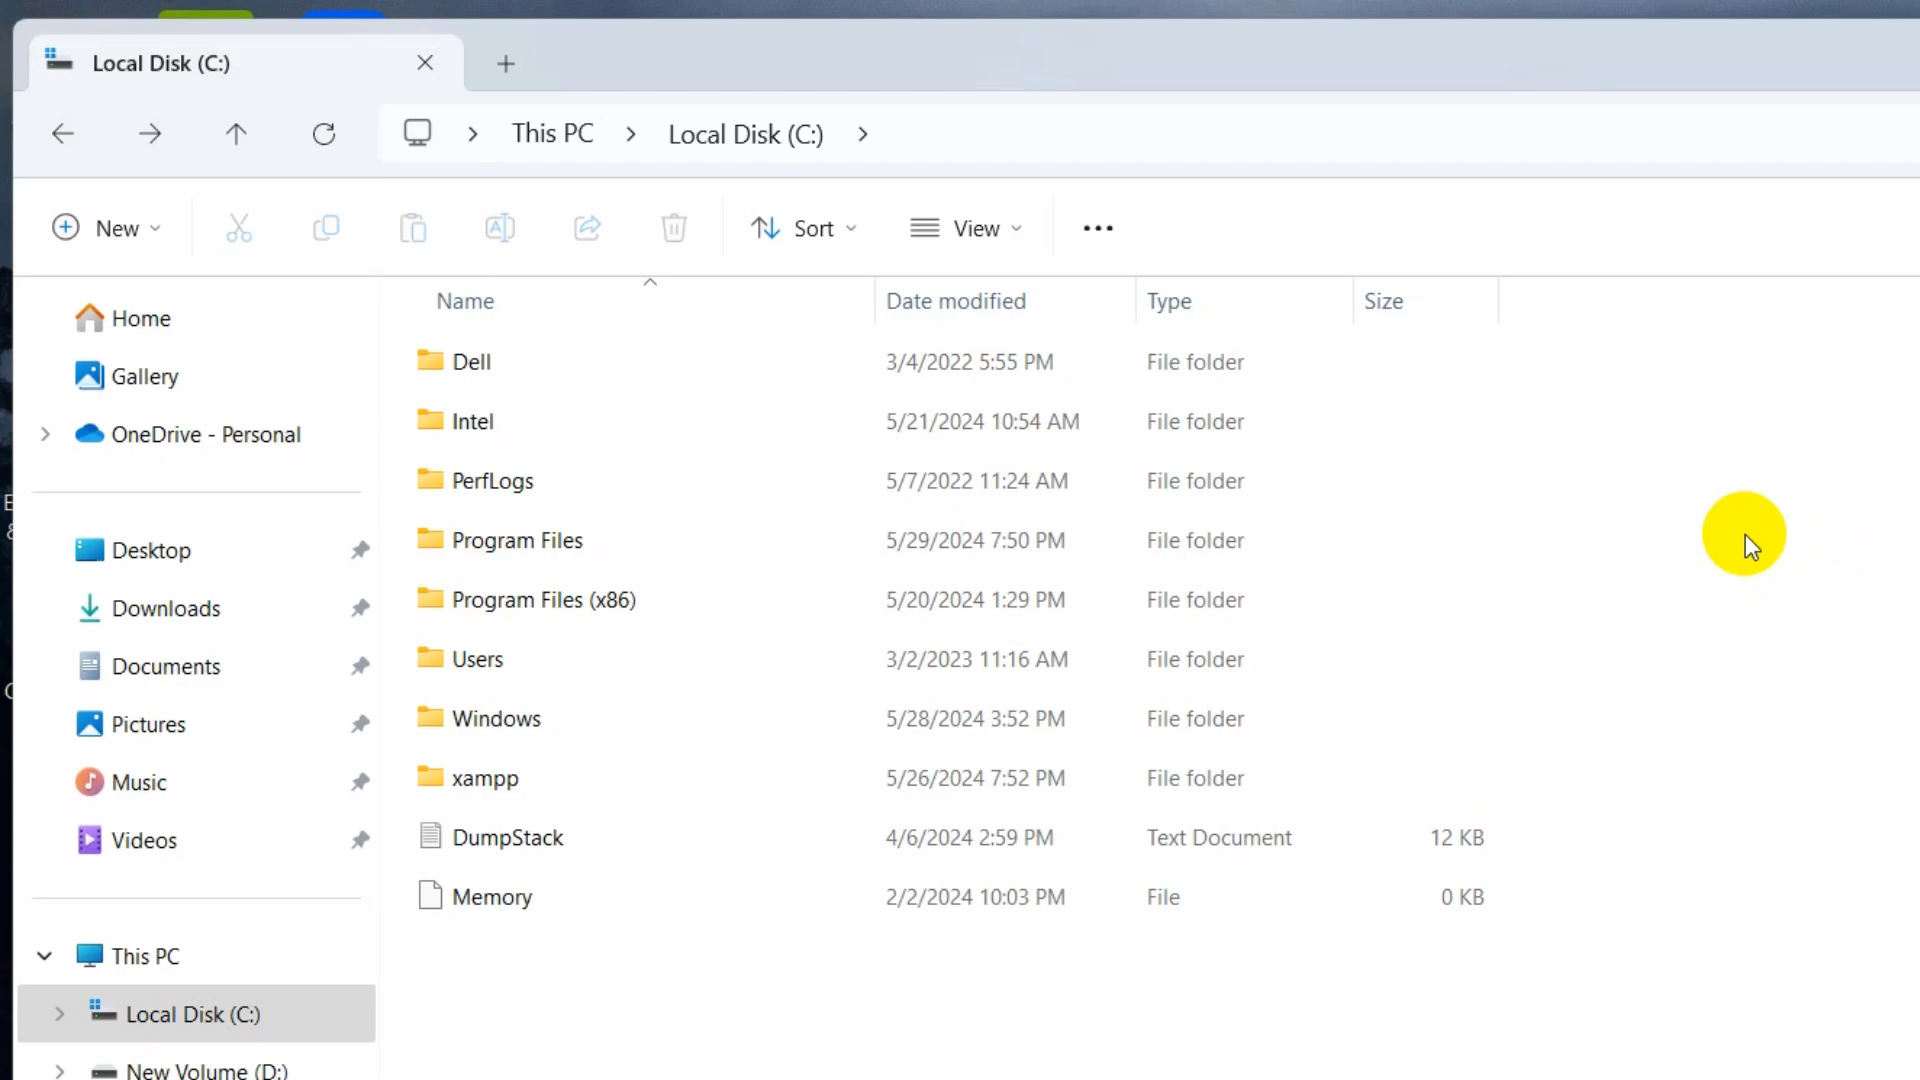 Local Disk (C:)
This PC
Local Disk (C:)
New
Sort
View
Home
Gallery
OneDrive - Personal
Desktop
Downloads
Documents
Pictures
Music
Videos
This PC
Local Disk (C:)
New Volume (D:)
Name Date modified Type Size
Dell 3/4/2022 5:55 PM File folder
Intel 5/21/2024 10:54 AM File folder
PerfLogs 5/7/2022 11:24 AM File folder
Program Files 5/29/2024 7:50 PM File folder
Program Files (x86) 5/20/2024 1:29 PM File folder
Users 3/2/2023 11:16 AM File folder
Windows 5/28/2024 3:52 PM File folder
xampp 5/26/2024 7:52 PM File folder
DumpStack 4/6/2024 2:59 PM Text Document 12 KB
Memory 2/2/2024 10:03 PM File 0 KB